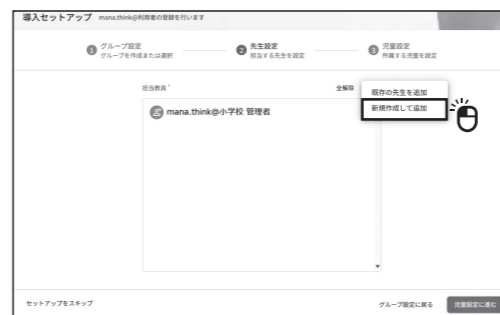 導入セットアップ mana.think@利用者の登録を行います
1 グループ設定
グループを作成または選択
2 先生設定
担当する先生を設定
3 児童設定
所属する児童を設定
担当教員*
全解除
既存の先生を追加
新規作成して追加
mana.think@小学校 管理者
セットアップをスキップ
グループ設定に戻る
児童設定に進む